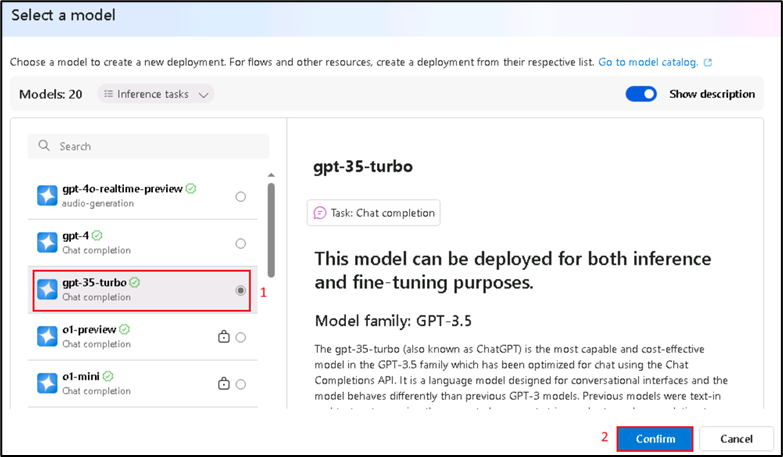 Select a model
Choose a model to create a new deployment. For flows and other resources, create a deployment from their respective list. Go to model catalog.
Models: 20 Inference tasks
Show description
Search
gpt-4o-realtime-preview
audio-generation
gpt-4
Chat completion
gpt-35-turbo
Chat completion
1
o1-preview
Chat completion
o1-mini
Chat completion
gpt-35-turbo
Task: Chat completion
This model can be deployed for both inference
and fine-tuning purposes.
Model family: GPT-3.5
The gpt-35-turbo (also known as ChatGPT) is the most capable and cost-effective
model in the GPT-3.5 family which has been optimized for chat using the Chat
Completions API. It is a language model designed for conversational interfaces and the
model behaves differently than previous GPT-3 models. Previous models were text-in
2
Confirm
Cancel